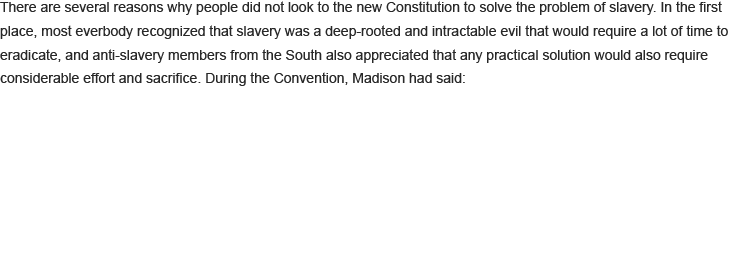 There are several reasons why people did not look to the new Constitution to solve the problem of slavery. In the first
place, most everbody recognized that slavery was a deep-rooted and intractable evil that would require a lot of time to
eradicate, and anti-slavery members from the South also appreciated that any practical solution would also require
considerable effort and sacrifice. During the Convention, Madison had said: